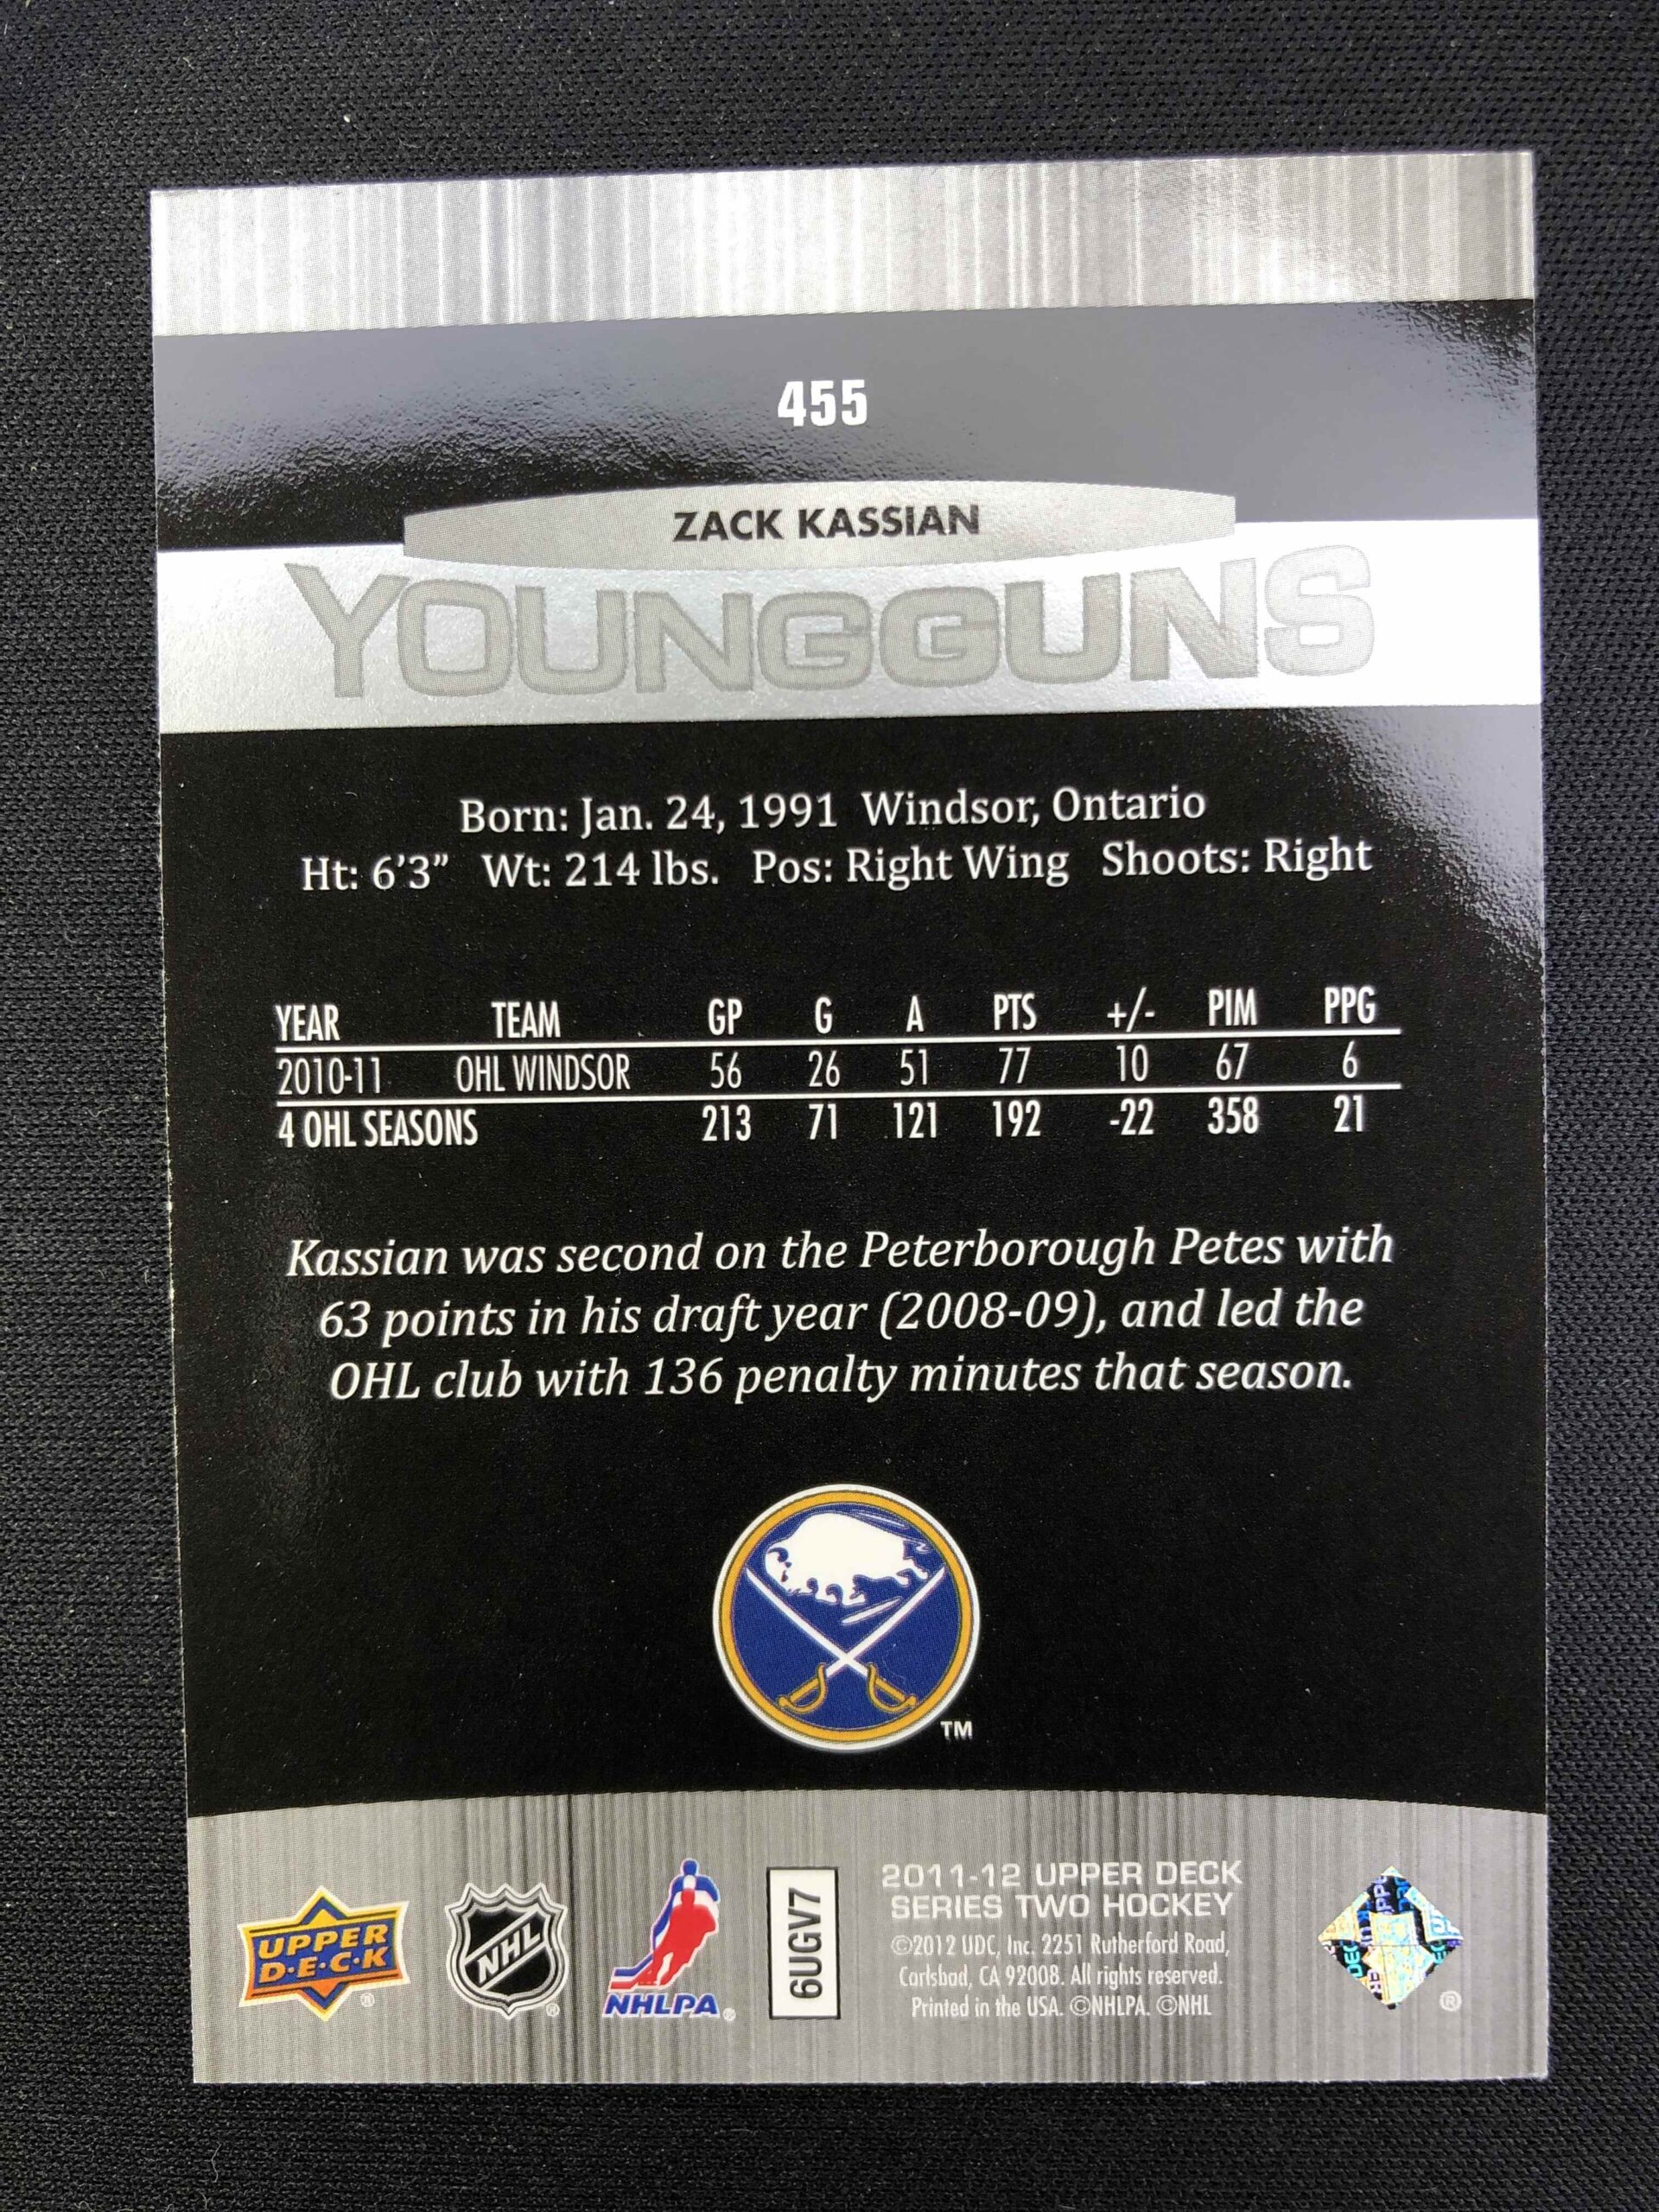 455
ZACK KASSIAN
YOUNGGUNS
Born: Jan. 24, 1991 Windsor, Ontario
Ht: 6'3" Wt: 214 lbs. Pos: Right Wing Shoots: Right
YEAR TEAM GP G A PTS +/- PIM PPG
2010-11 OHL WINDSOR 56 26 51 77 10 67 6
4 OHL SEASONS 213 71 121 192 -22 358 21
Kassian was second on the Peterborough Petes with
63 points in his draft year (2008-09), and led the
OHL club with 136 penalty minutes that season.
TM
UPPER
D·E·C·K
®
NHL
®
NHLPA
®
6UGV7
2011-12 UPPER DECK
SERIES TWO HOCKEY
©2012 UDC, Inc. 2251 Rutherford Road,
Carlsbad, CA 92008. All rights reserved.
Printed in the USA. ©NHLPA. ©NHL
®